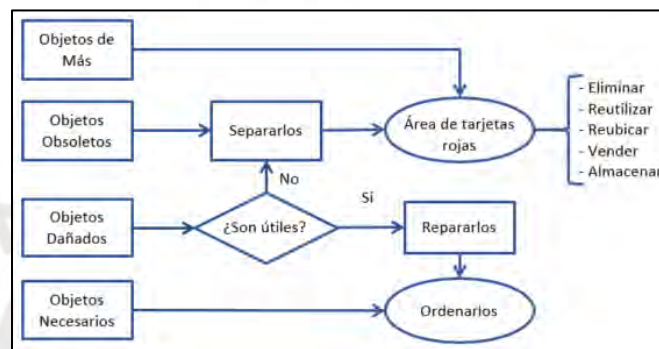 Objetos de
Más
Objetos
Obsoletos
Separarlos
Área de tarjetas
rojas
- Eliminar
- Reutilizar
- Reubicar
- Vender
- Almacenar
No
Si
Objetos
Dañados
¿Son útiles?
Repararlos
Objetos
Necesarios
Ordenarlos